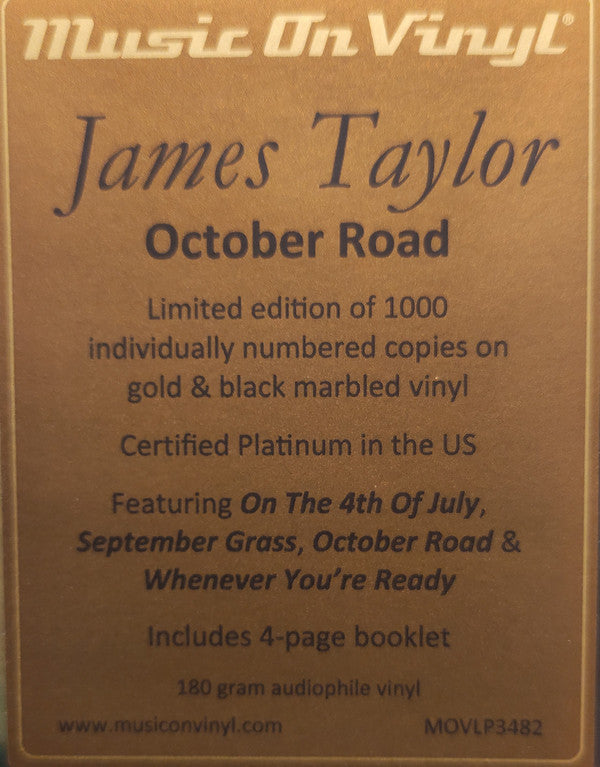 Music On Vinyl®
James Taylor
October Road
Limited edition of 1000
individually numbered copies on
gold & black marbled vinyl
Certified Platinum in the US
Featuring On The 4th Of July,
September Grass, October Road &
Whenever You're Ready
Includes 4-page booklet
180 gram audiophile vinyl
www.musiconvinyl.com MOVLP3482